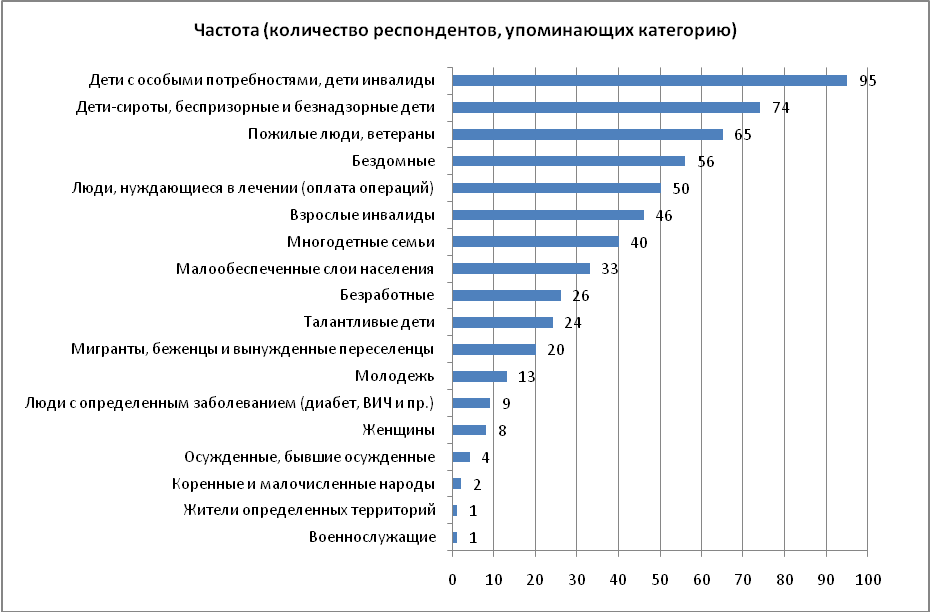 Частота (количество респондентов, упоминающих категорию)
Дети с особыми потребностями, дети инвалиды 95
Дети-сироты, беспризорные и безнадзорные дети 74
Пожилые люди, ветераны 65
Бездомные 56
Люди, нуждающиеся в лечении (оплата операций) 50
Взрослые инвалиды 46
Многодетные семьи 40
Малообеспеченные слои населения 33
Безработные 26
Талантливые дети 24
Мигранты, беженцы и вынужденные переселенцы 20
Молодежь 13
Люди с определенным заболеванием (диабет, ВИЧ и пр.) 9
Женщины 8
Осужденные, бывшие осужденные 4
Коренные и малочисленные народы 2
Жители определенных территорий 1
Военнослужащие 1
0 10 20 30 40 50 60 70 80 90 100